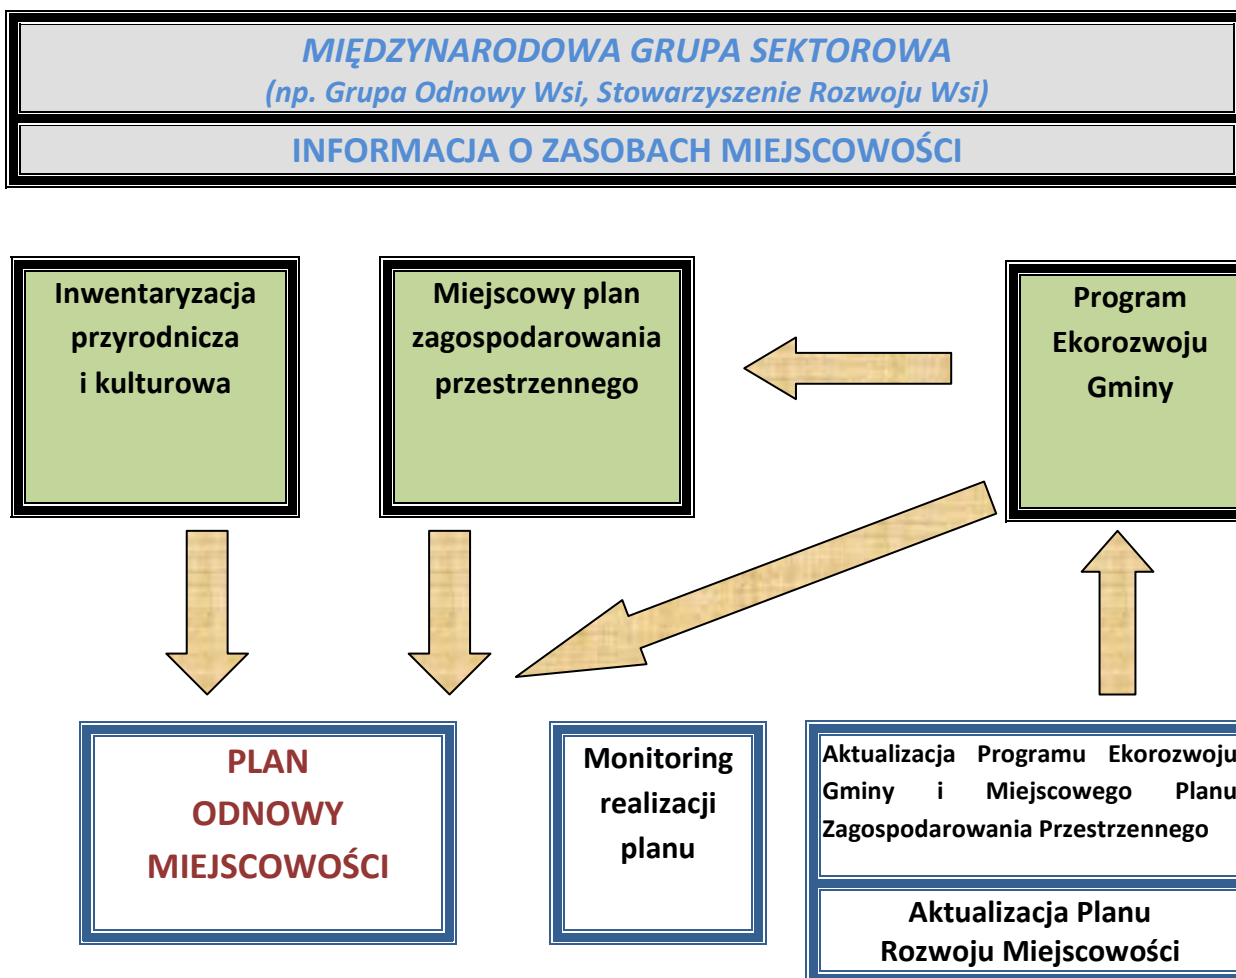 MIĘDZYNARODOWA GRUPA SEKTOROWA
(np. Grupa Odnowy Wsi, Stowarzyszenie Rozwoju Wsi)
INFORMACJA O ZASOBACH MIEJSCOWOŚCI
Inwentaryzacja
przyrodnicza
i kulturowa
Miejscowy plan
zagospodarowania
przestrzennego
Program
Ekorozwoju
Gminy
PLAN
ODNOWY
MIEJSCOWOŚCI
Monitoring
realizacji
planu
Aktualizacja Programu Ekorozwoju
Gminy i Miejscowego Planu
Zagospodarowania Przestrzennego
Aktualizacja Planu
Rozwoju Miejscowości